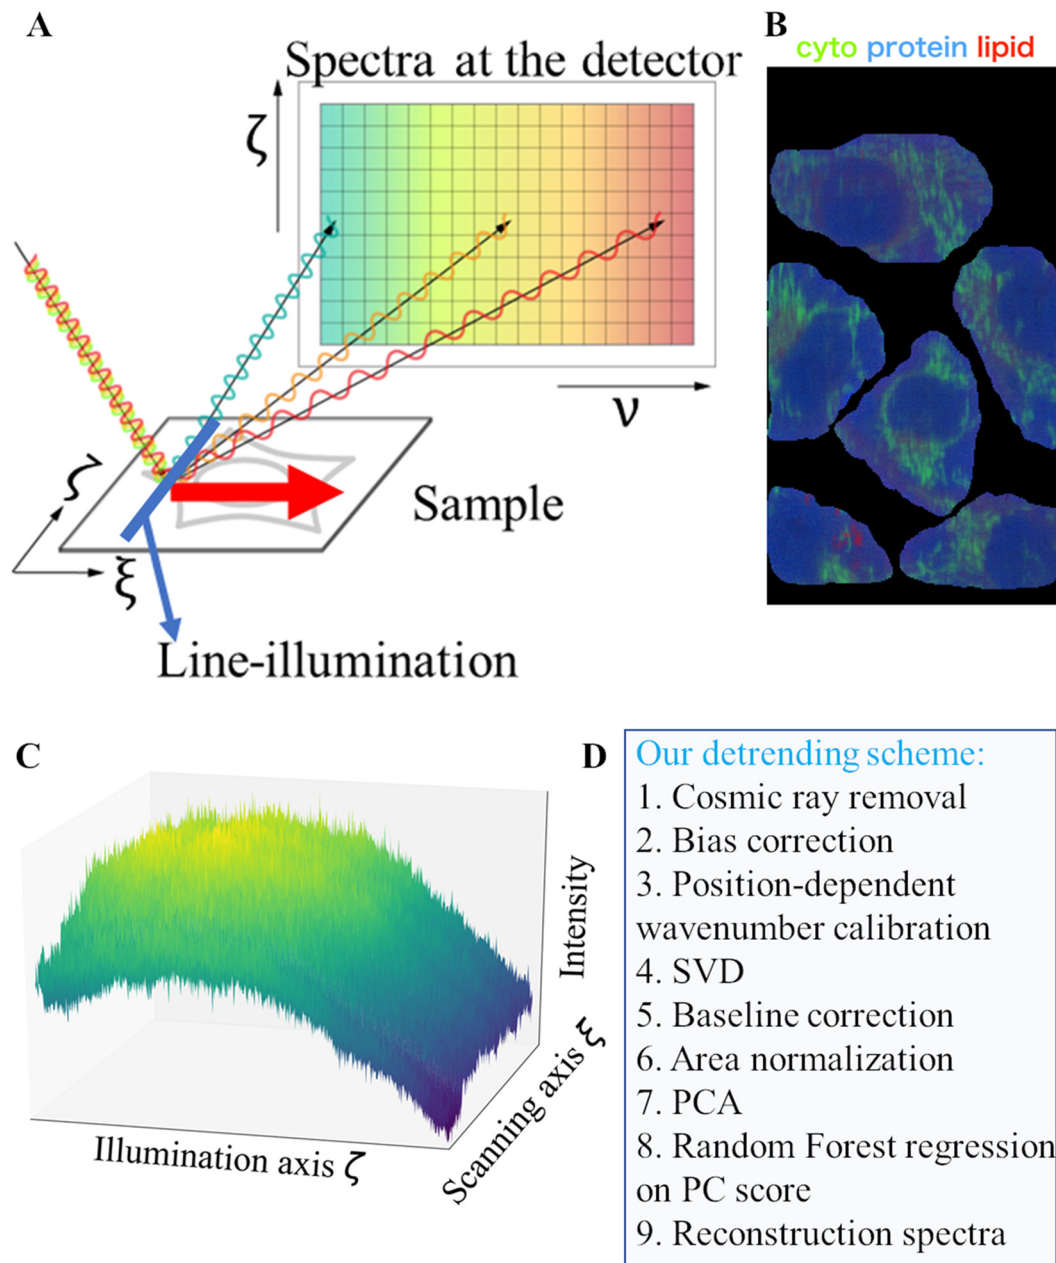 A
Spectra at the detector
ζ
ν
ζ
ξ
Sample
Line-illumination
B
cyto protein lipid
C
Intensity
Scanning axis ξ
Illumination axis ζ
D
Our detrending scheme:
1. Cosmic ray removal
2. Bias correction
3. Position-dependent
wavenumber calibration
4. SVD
5. Baseline correction
6. Area normalization
7. PCA
8. Random Forest regression
on PC score
9. Reconstruction spectra